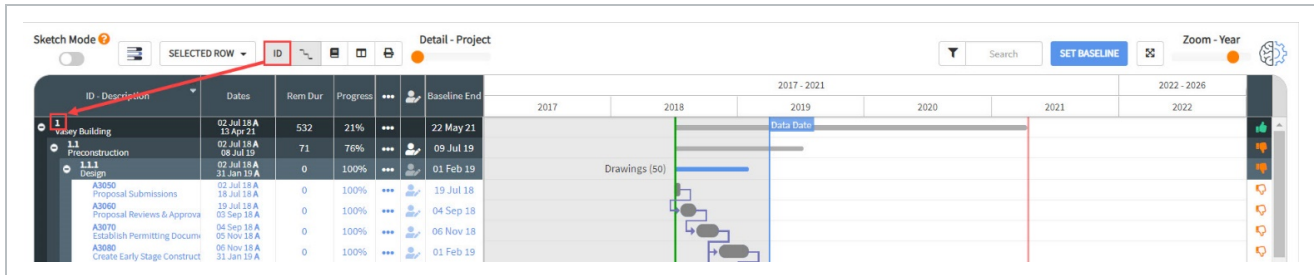 Sketch Mode ?
SELECTED ROW
ID
Detail - Project
Search
SET BASELINE
Zoom - Year
ID - Description
Dates
Rem Dur
Progress
•••
Baseline End
2017 - 2021
2022 - 2026
2017
2018
2019
2020
2021
2022
1
Vasey Building
02 Jul 18 A
13 Apr 21
532
21%
•••
22 May 21
Data Date
1.1
Preconstruction
02 Jul 18 A
08 Jul 19
71
76%
•••
09 Jul 19
1.1.1
Design
02 Jul 18 A
31 Jan 19 A
0
100%
•••
01 Feb 19
Drawings (50)
A3050
Proposal Submissions
02 Jul 18 A
18 Jul 18 A
0
100%
•••
19 Jul 18
A3060
Proposal Reviews & Approva
19 Jul 18 A
03 Sep 18 A
0
100%
•••
04 Sep 18
A3070
Establish Permitting Docume
04 Sep 18 A
05 Nov 18 A
0
100%
•••
06 Nov 18
A3080
Create Early Stage Construct
06 Nov 18 A
31 Jan 19 A
0
100%
•••
01 Feb 19